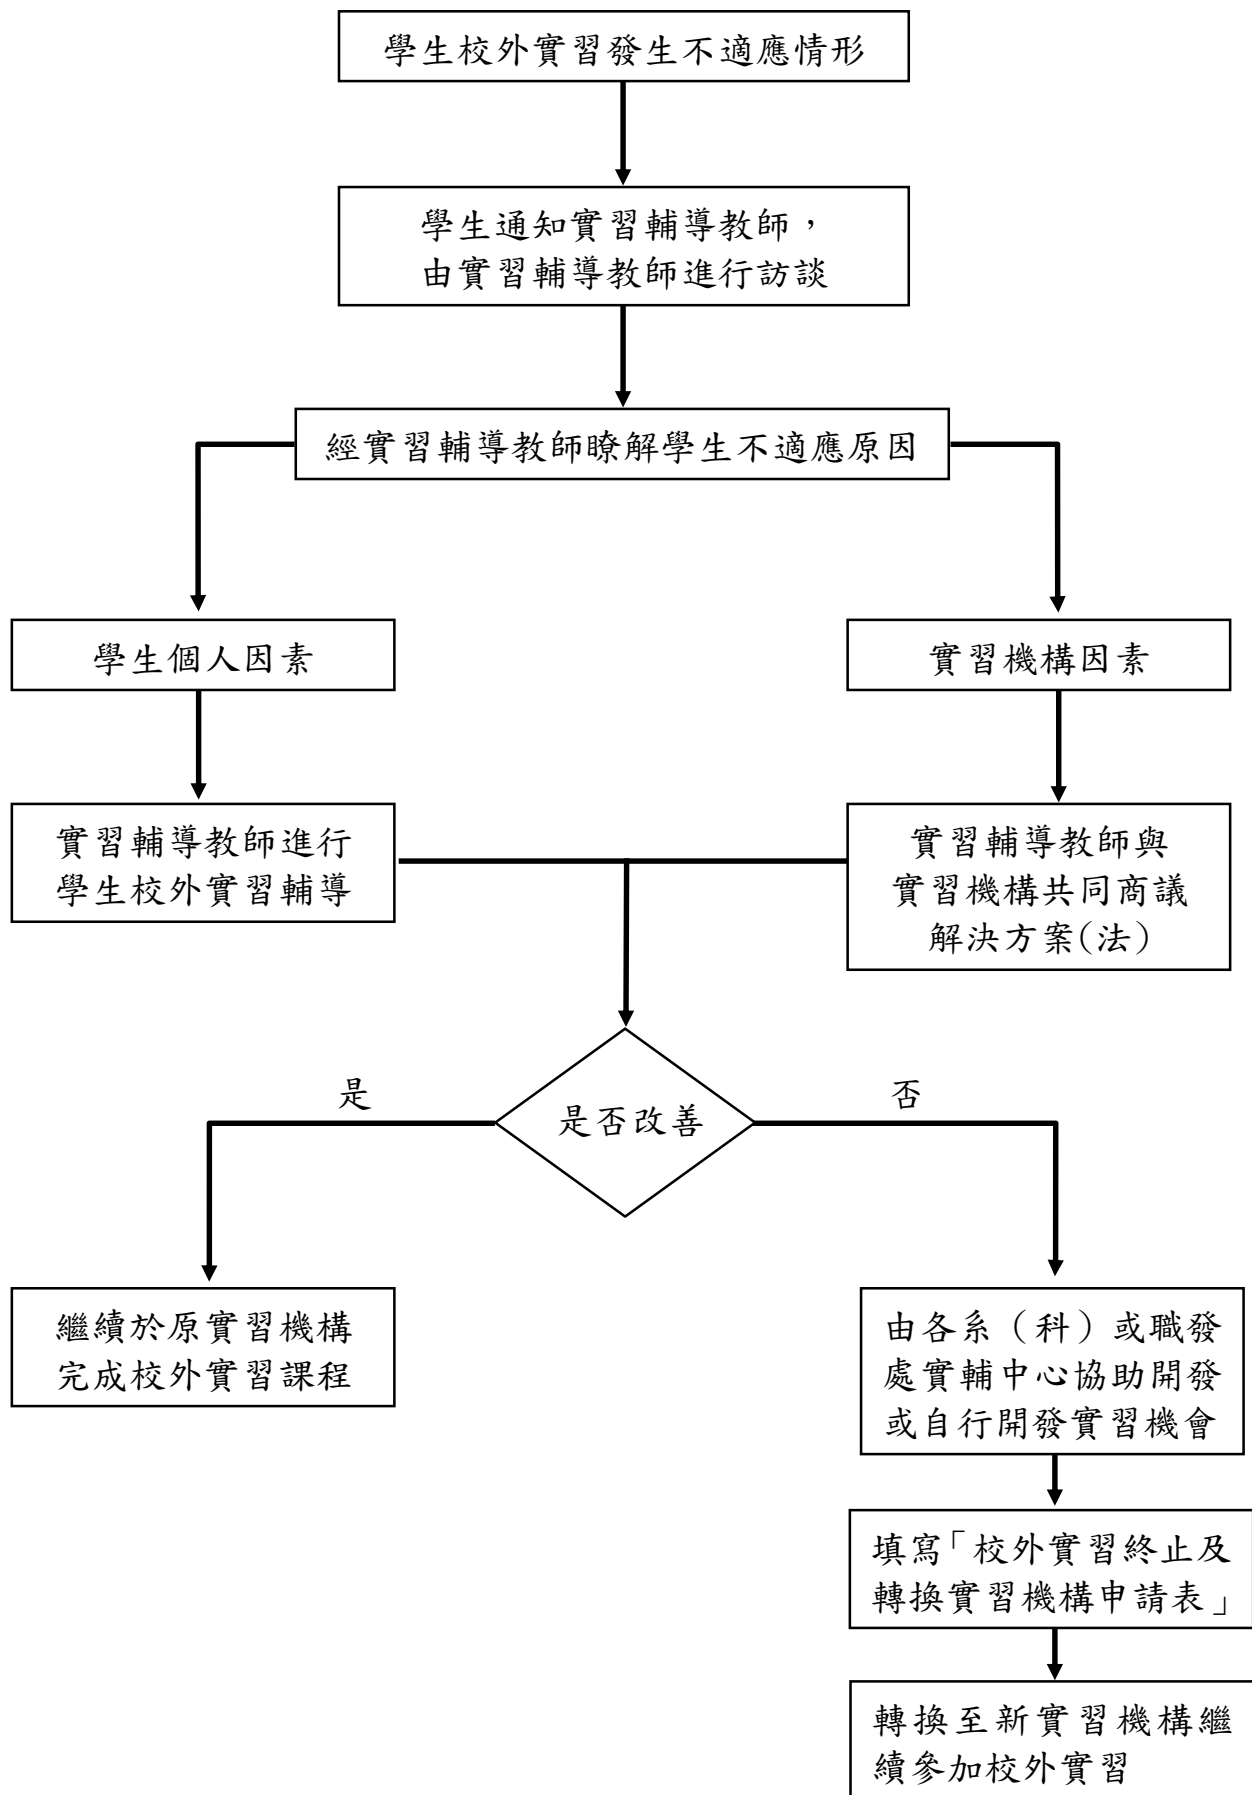 學生校外實習發生不適應情形
學生通知實習輔導教師，
由實習輔導教師進行訪談
經實習輔導教師瞭解學生不適應原因
學生個人因素
實習機構因素
實習輔導教師進行
學生校外實習輔導
實習輔導教師與
實習機構共同商議
解決方案(法)
是
是否改善
否
繼續於原實習機構
完成校外實習課程
由各系（科）或職發
處實輔中心協助開發
或自行開發實習機會
填寫「校外實習終止及
轉換實習機構申請表」
轉換至新實習機構繼
續參加校外實習